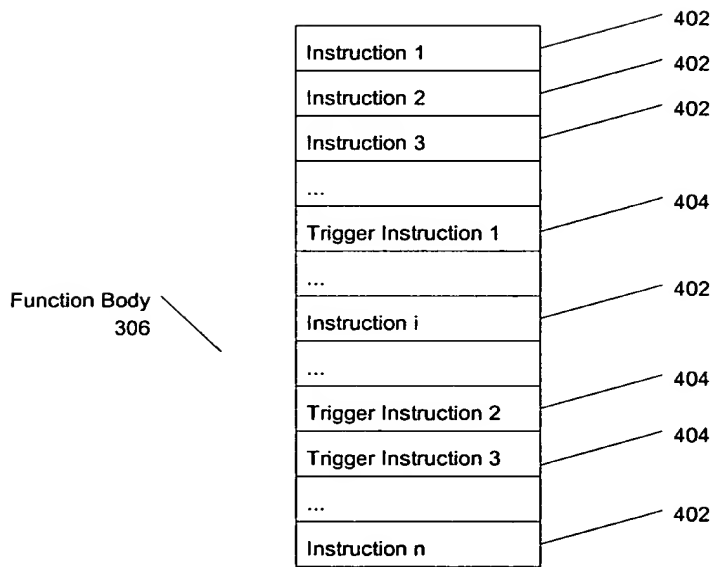 Instruction 1
402
Instruction 2
402
Instruction 3
402
...
Trigger Instruction 1
404
...
Function Body
306
Instruction i
402
...
Trigger Instruction 2
404
Trigger Instruction 3
404
...
Instruction n
402